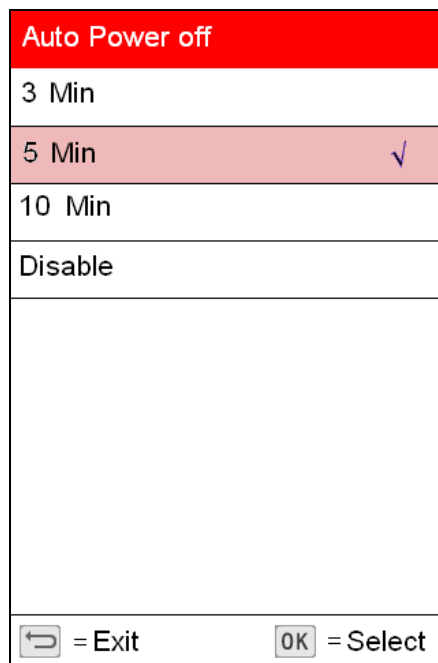 Auto Power off
3 Min
5 Min √
10 Min
Disable
= Exit OK = Select